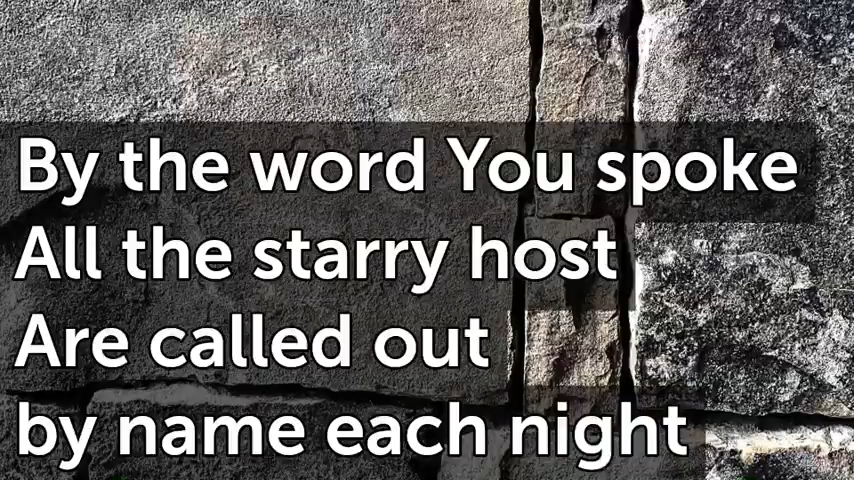 By the word You spoke
All the starry host
Are called out
by name each night